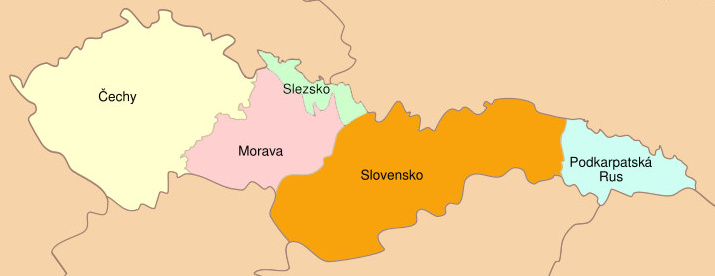 Čechy
Slezsko
Morava
Slovensko
Podkarpatská
Rus